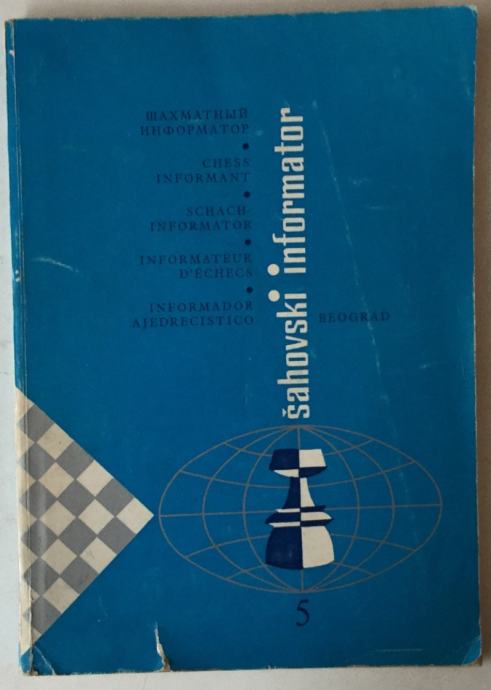 ШАХМАТНЫЙ
ИНФОРМАТОР
•
CHESS
INFORMANT
•
SCHACH-
INFORMATOR
•
INFORMATEUR
D'ÉCHECS
•
INFORMADOR
AJEDRECISTICO
šahovski informator
BEOGRAD
5